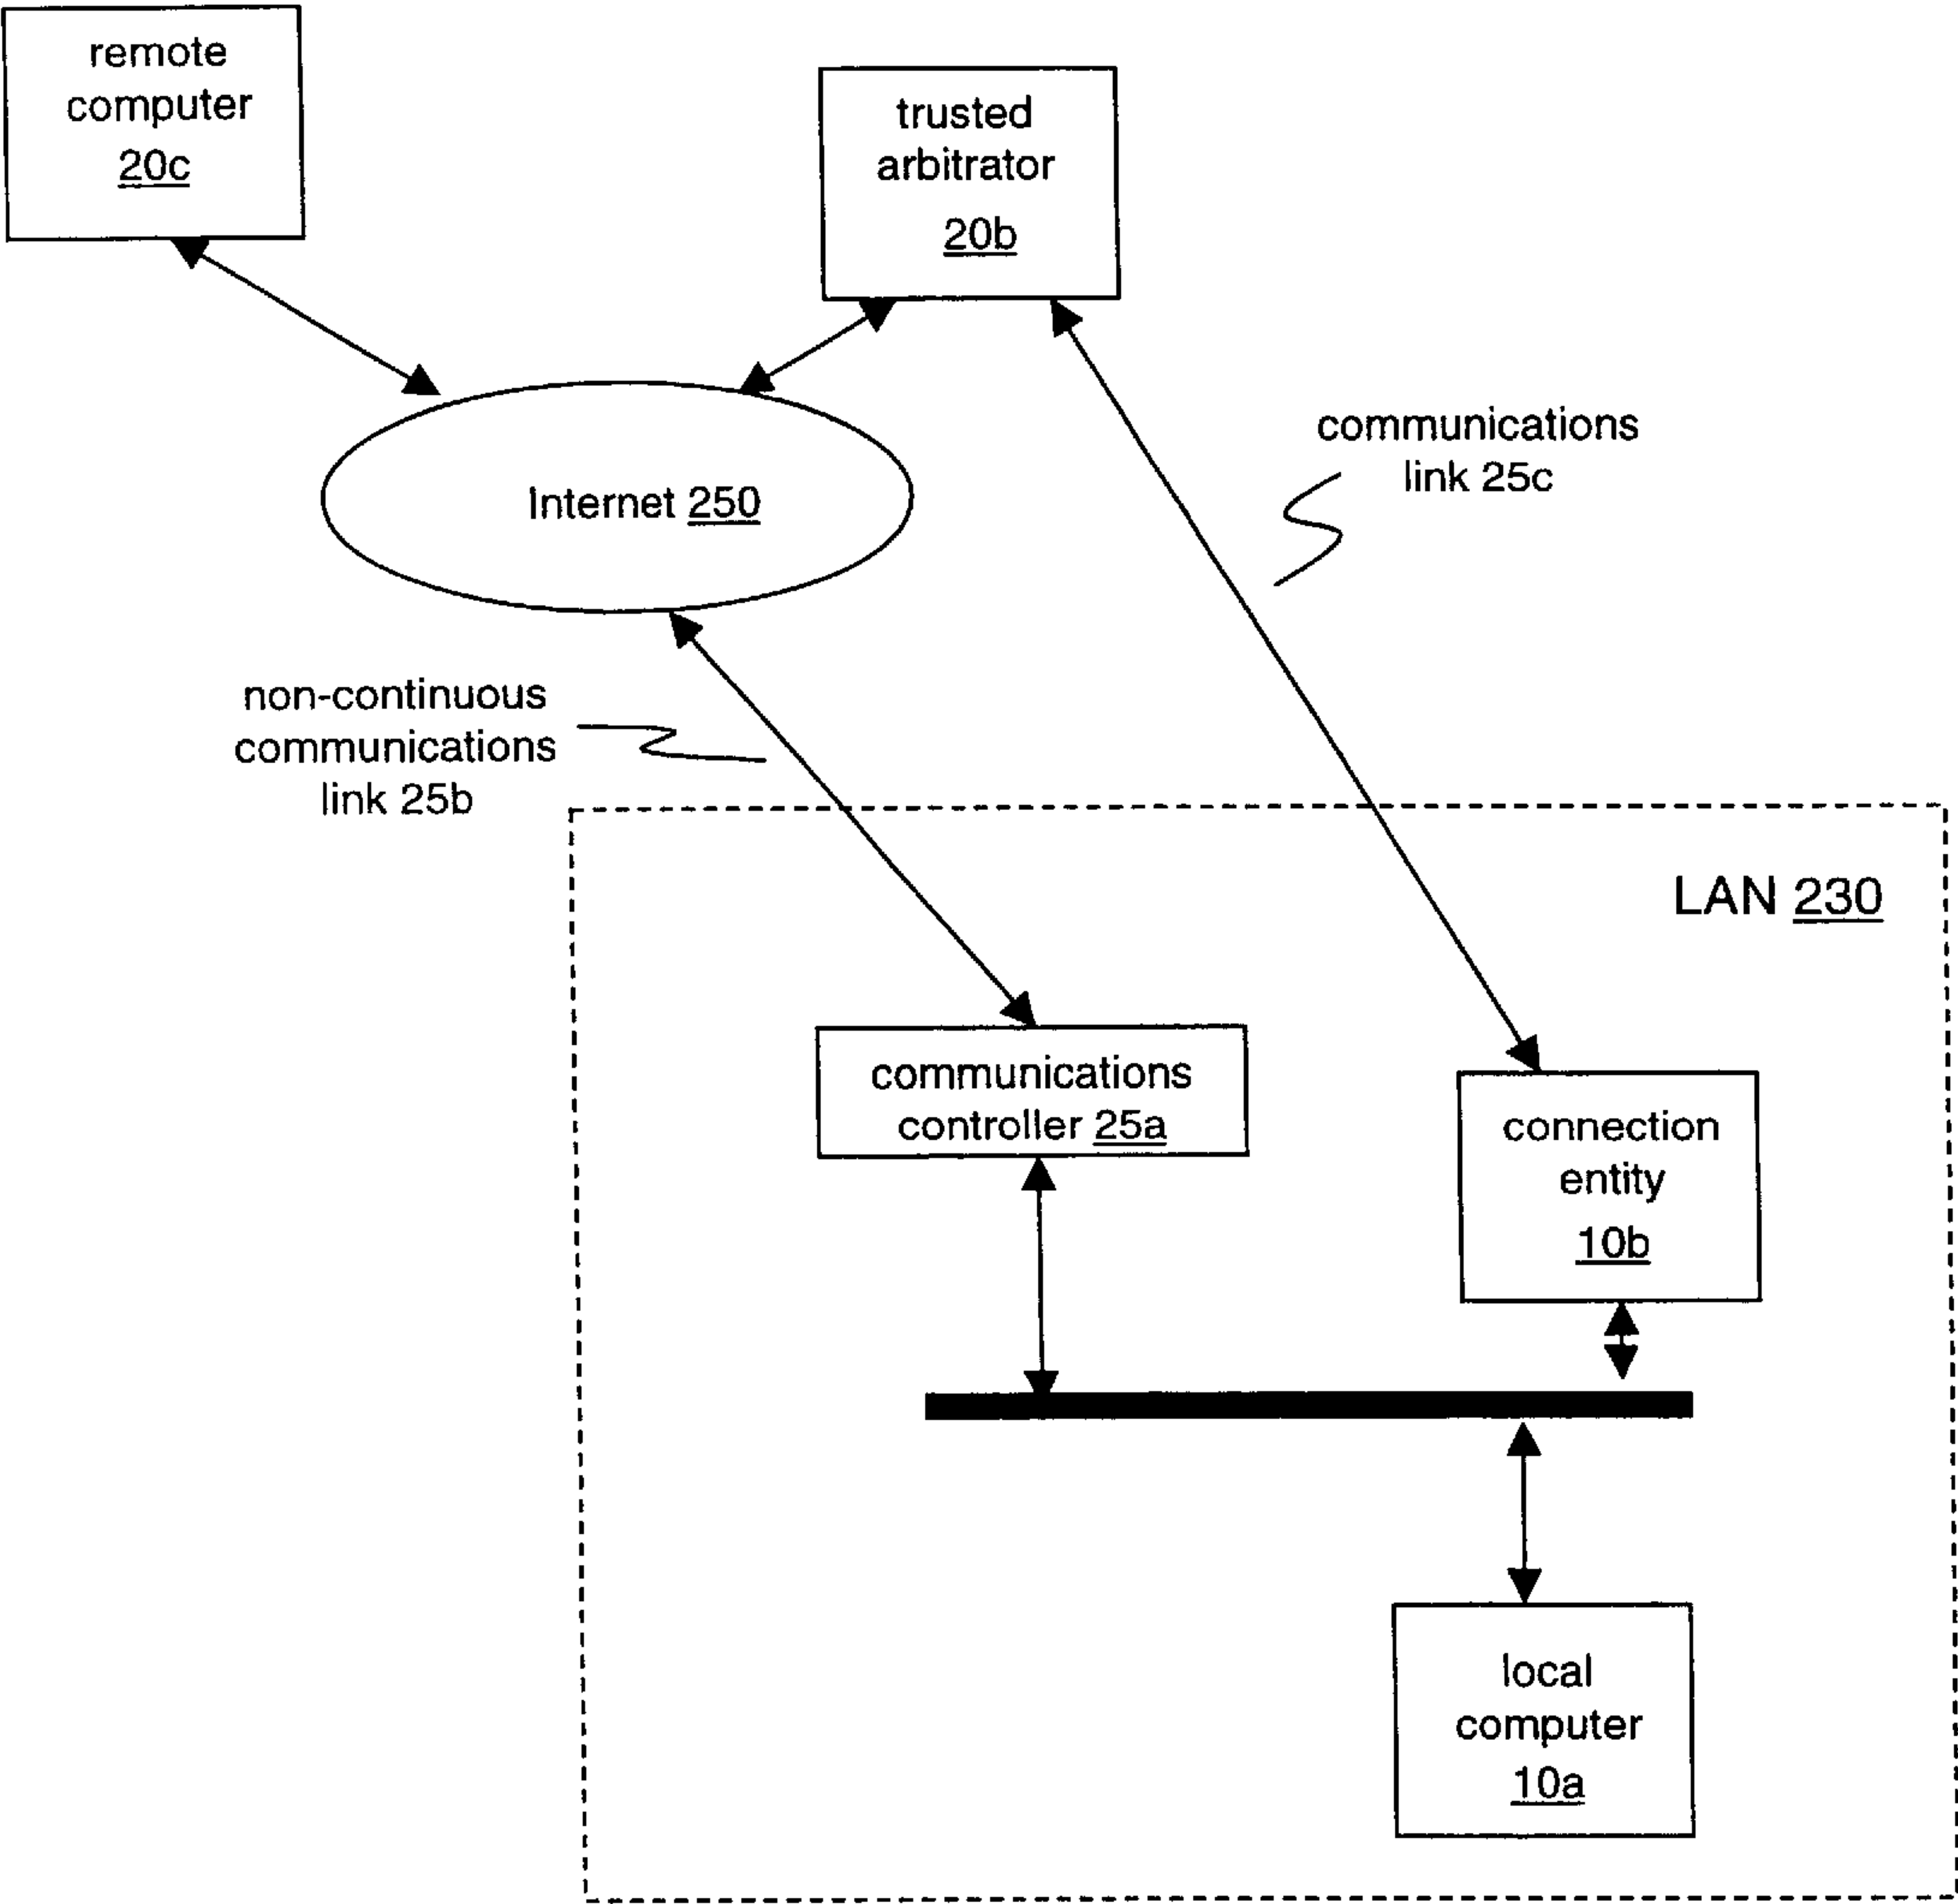 remote
computer
20c
trusted
arbitrator
20b
communications
link 25c
Internet 250
non-continuous
communications
link 25b
LAN 230
communications
controller 25a
connection
entity
10b
local
computer
10a